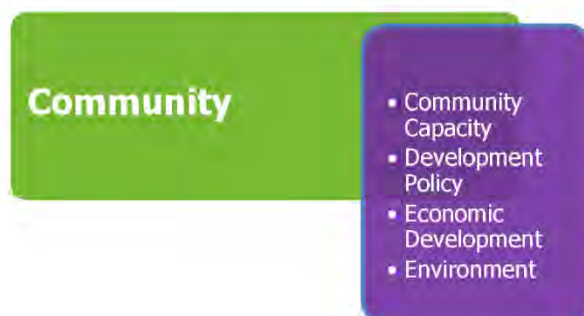 Community
• Community
Capacity
• Development
Policy
• Economic
Development
• Environment